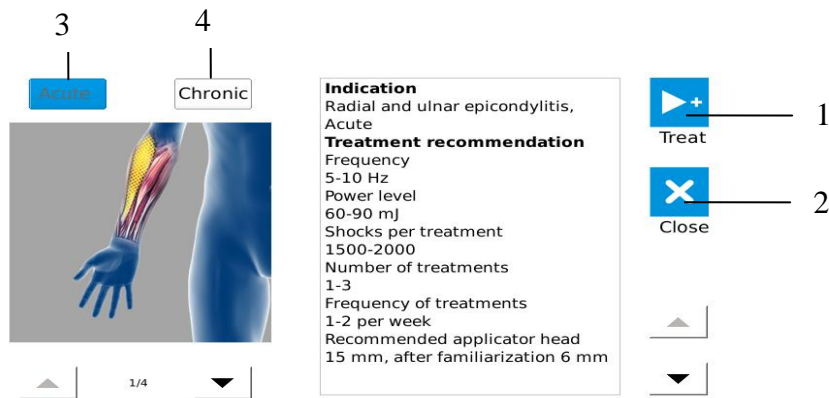 3
4
Acute
Chronic
Indication
Radial and ulnar epicondylitis,
Acute
Treatment recommendation
Frequency
5-10 Hz
Power level
60-90 mJ
Shocks per treatment
1500-2000
Number of treatments
1-3
Frequency of treatments
1-2 per week
Recommended applicator head
15 mm, after familiarization 6 mm
1/4
Treat
1
Close
2